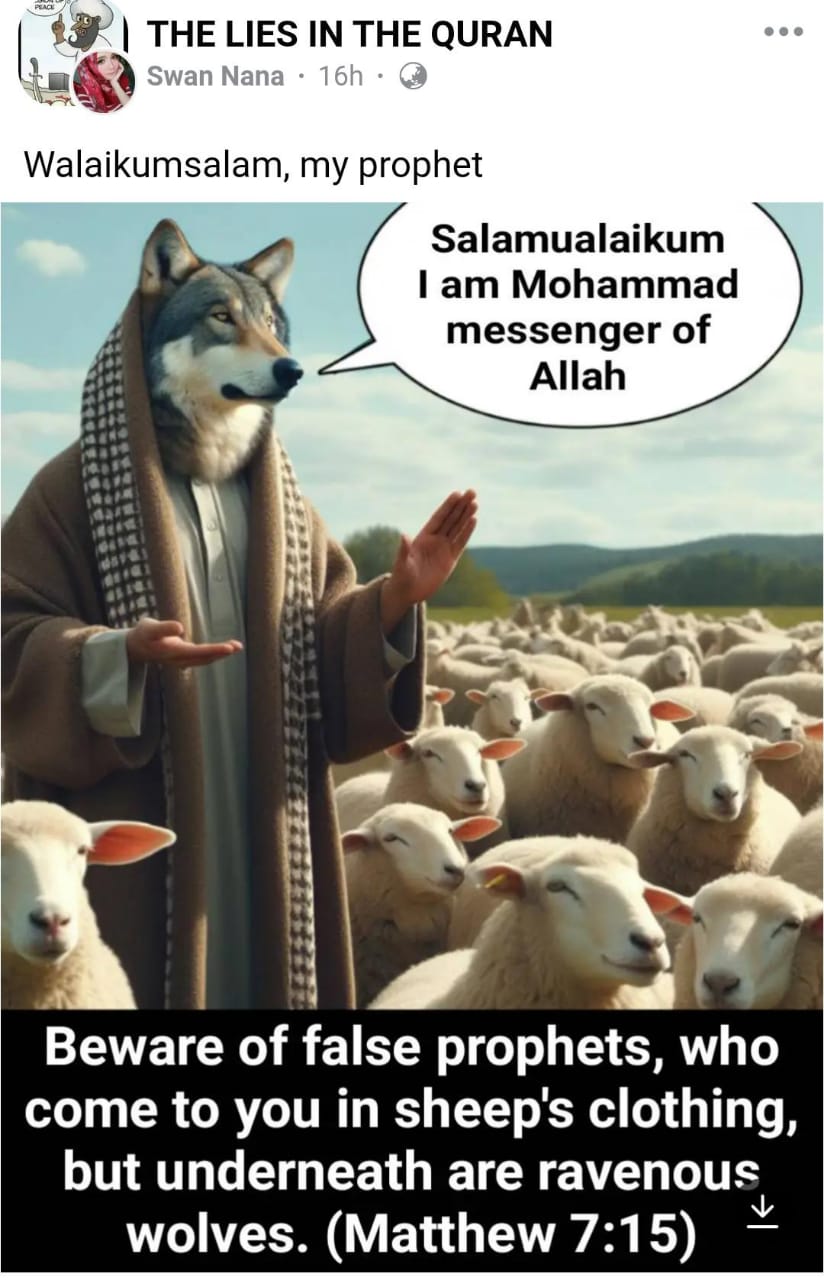 PEACE
THE LIES IN THE QURAN
Swan Nana · 16h ·
Walaikumsalam, my prophet
Salamualaikum
I am Mohammad
messenger of
Allah
Beware of false prophets, who
come to you in sheep's clothing,
but underneath are ravenous
wolves. (Matthew 7:15)